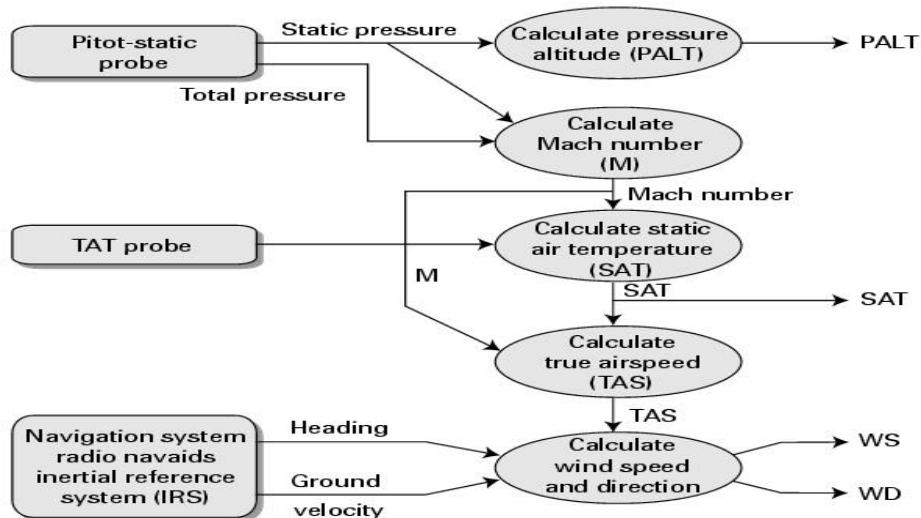 Pitot-static
probe
Static pressure
Total pressure
Calculate pressure
altitude (PALT)
PALT
Calculate
Mach number
(M)
Mach number
TAT probe
M
Calculate static
air temperature
(SAT)
SAT
SAT
Calculate
true airspeed
(TAS)
TAS
Navigation system
radio navaids
inertial reference
system (IRS)
Heading
Ground
velocity
Calculate
wind speed
and direction
WS
WD